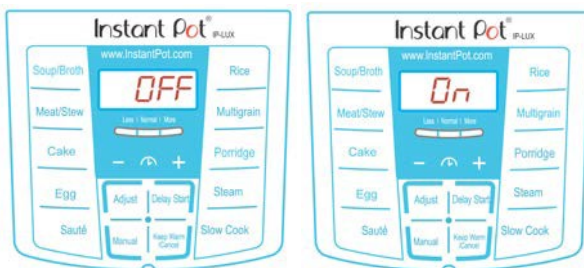 Instant Pot® IP-LUX
www.InstantPot.com
Soup/Broth
OFF
Rice
Meat/Stew
Less | Normal | More
Multigrain
Cake
− +
Porridge
Egg
Adjust Delay Start
Steam
Sauté
Manual Keep Warm /Cancel
Slow Cook
Instant Pot® IP-LUX
www.InstantPot.com
Soup/Broth
On
Rice
Meat/Stew
Less | Normal | More
Multigrain
Cake
− +
Porridge
Egg
Adjust Delay Start
Steam
Sauté
Manual Keep Warm /Cancel
Slow Cook